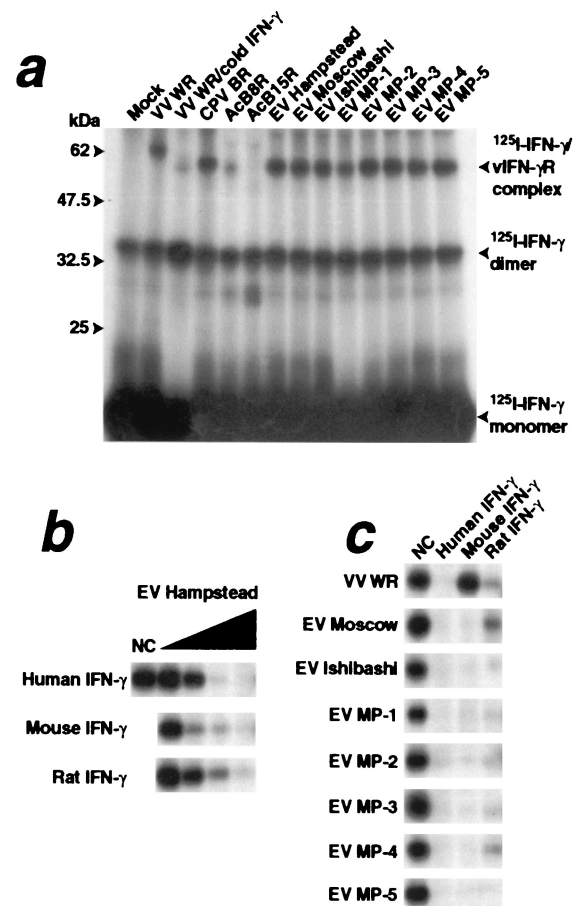 a
Mock
VV WR
VV WR/cold IFN-γ
CPV BR
AcB8R
AcB15R
EV Hampstead
EV Moscow
EV Ishibashi
EV MP-1
EV MP-2
EV MP-3
EV MP-4
EV MP-5
kDa
62
47.5
32.5
25
125I-IFN-γ/
vIFN-γR
complex
125I-IFN-γ
dimer
125I-IFN-γ
monomer
b
EV Hampstead
NC
Human IFN-γ
Mouse IFN-γ
Rat IFN-γ
c
NC
Human IFN-γ
Mouse IFN-γ
Rat IFN-γ
VV WR
EV Moscow
EV Ishibashi
EV MP-1
EV MP-2
EV MP-3
EV MP-4
EV MP-5